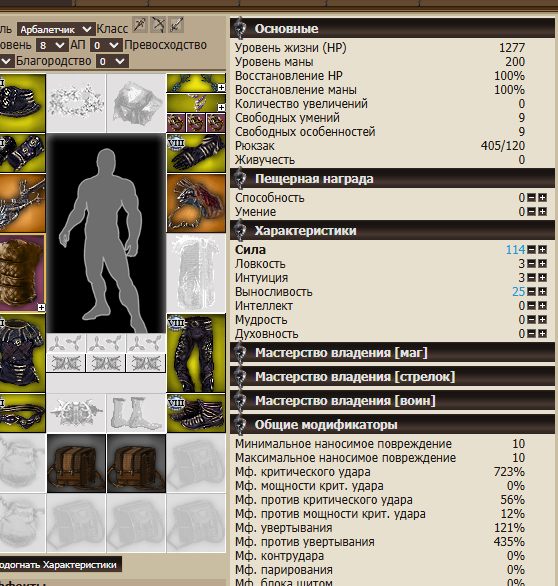 ль Арбалетчик Класс
овень 8 АП 0 Превосходство
Благородство 0
VIII
VIII
VIII
VIII
одогнать Характеристики
Основные
Уровень жизни (HP) 1277
Уровень маны 200
Восстановление HP 100%
Восстановление маны 100%
Количество увеличений 0
Свободных умений 9
Свободных особенностей 9
Рюкзак 405/120
Живучесть 0
Пещерная награда
Способность 0
Умение 0
Характеристики
Сила 114
Ловкость 3
Интуиция 3
Выносливость 25
Интеллект 0
Мудрость 0
Духовность 0
Мастерство владения [маг]
Мастерство владения [стрелок]
Мастерство владения [воин]
Общие модификаторы
Минимальное наносимое повреждение 10
Максимальное наносимое повреждение 10
Мф. критического удара 723%
Мф. мощности крит. удара 0%
Мф. против критического удара 56%
Мф. против мощности крит. удара 12%
Мф. увертывания 121%
Мф. против увертывания 435%
Мф. контрудара 0%
Мф. парирования 0%
Мф. блока щитом 0%